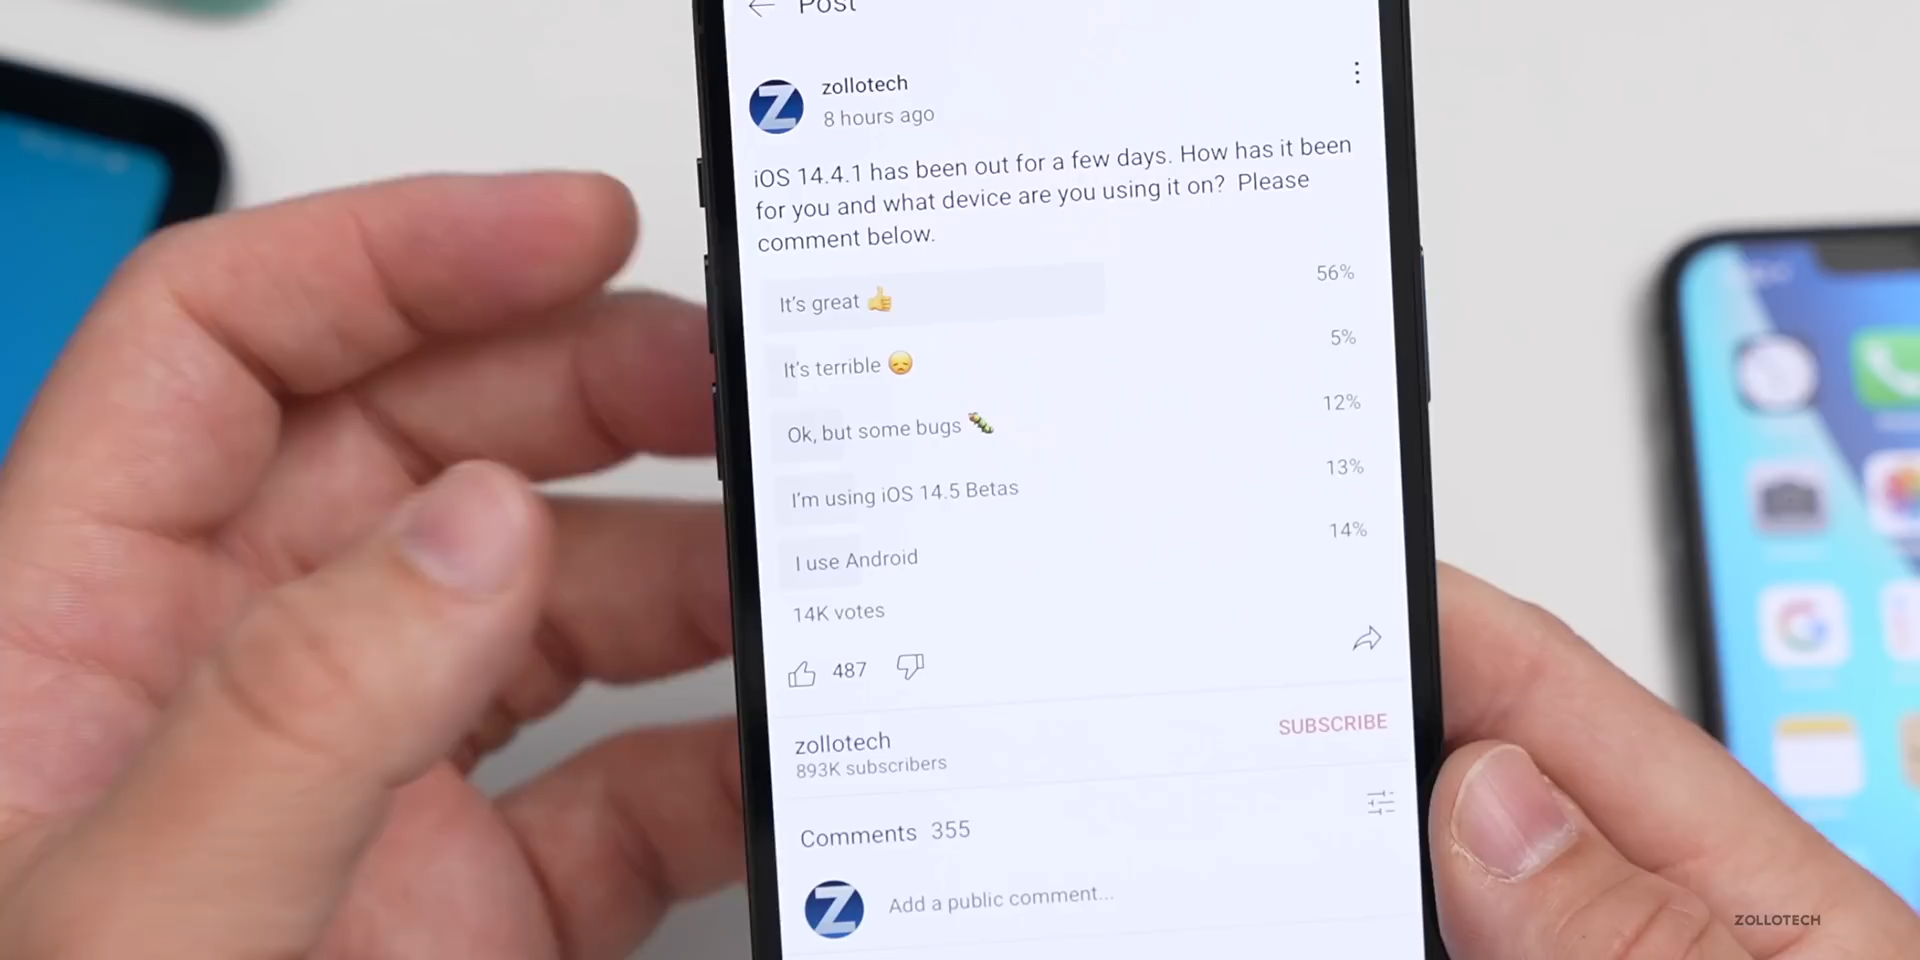 Post
zollotech
8 hours ago
iOS 14.4.1 has been out for a few days. How has it been
for you and what device are you using it on? Please
comment below.
It's great 👍 56%
It's terrible 😞 5%
Ok, but some bugs 🐛 12%
I'm using iOS 14.5 Betas 13%
I use Android 14%
14K votes
487
zollotech
893K subscribers
SUBSCRIBE
Comments 355
Z
Add a public comment...
ZOLLOTECH